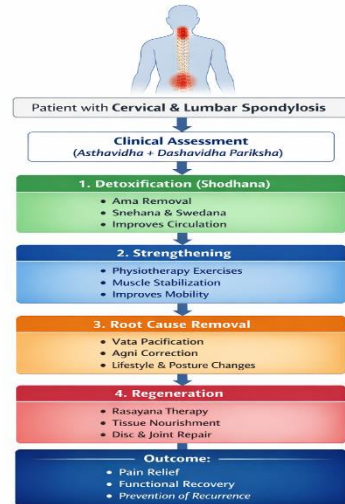 Patient with Cervical & Lumbar Spondylosis
Clinical Assessment
(Asthavidha + Dashavidha Pariksha)
1. Detoxification (Shodhana)
• Ama Removal
• Snehana & Swedana
• Improves Circulation
2. Strengthening
• Physiotherapy Exercises
• Muscle Stabilization
• Improves Mobility
3. Root Cause Removal
• Vata Pacification
• Agni Correction
• Lifestyle & Posture Changes
4. Regeneration
• Rasayana Therapy
• Tissue Nourishment
• Disc & Joint Repair
Outcome:
• Pain Relief
• Functional Recovery
• Prevention of Recurrence